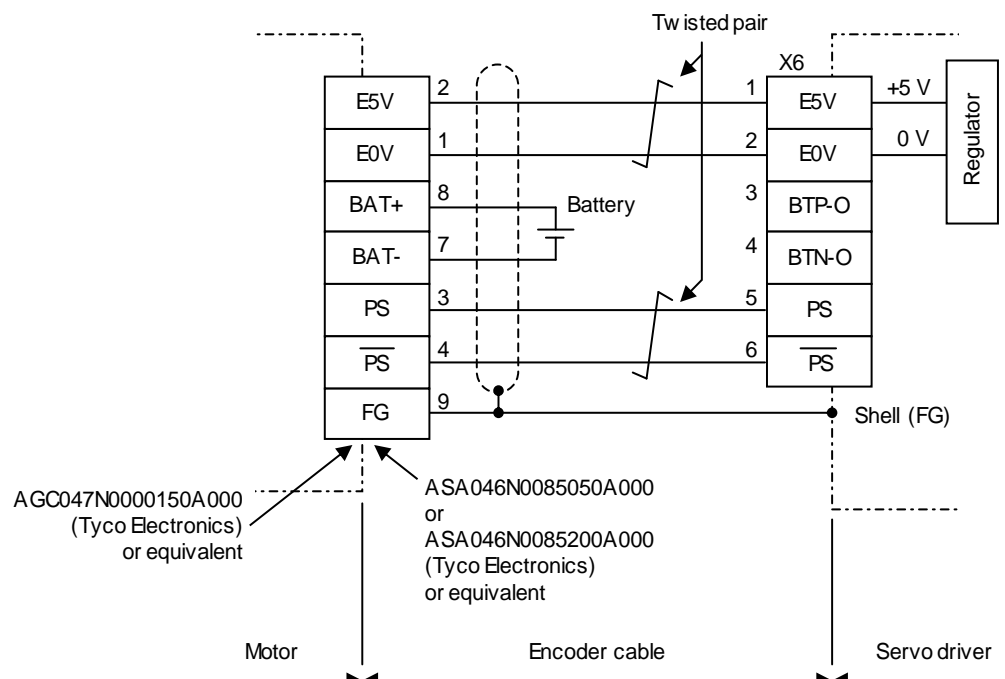 Twisted pair
X6
E5V 2 1 E5V +5 V
E0V 1 2 E0V 0 V
Regulator
BAT+ 8 Battery 3 BTP-O
BAT- 7 4 BTN-O
PS 3 5 PS
P̅S̅ 4 6 P̅S̅
FG 9 Shell (FG)
AGC047N0000150A000
(Tyco Electronics)
or equivalent
ASA046N0085050A000
or
ASA046N0085200A000
(Tyco Electronics)
or equivalent
Motor Encoder cable Servo driver